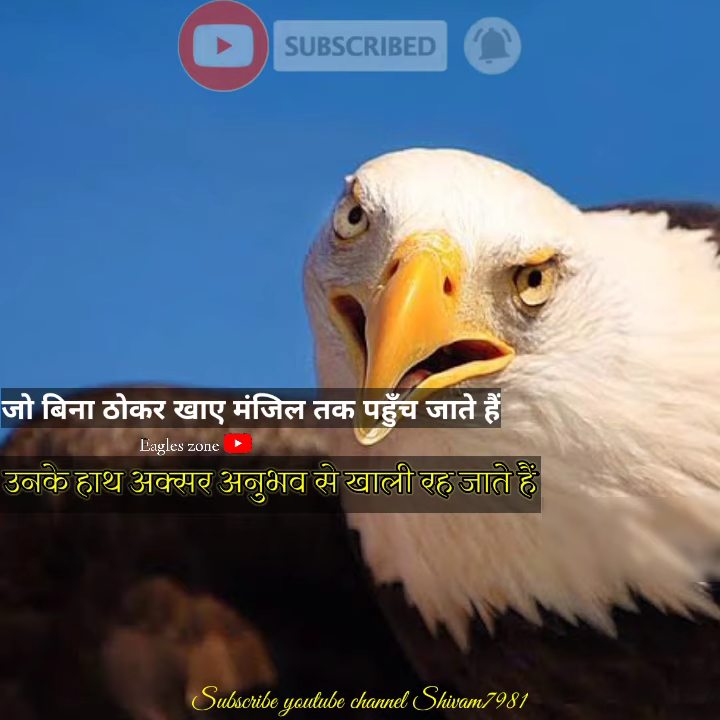 SUBSCRIBED
जो बिना ठोकर खाए मंजिल तक पहुँच जाते हैं
Eagles zone
उनके हाथ अक्सर अनुभव से खाली रह जाते हैं
Subscribe youtube channel Shivam7981